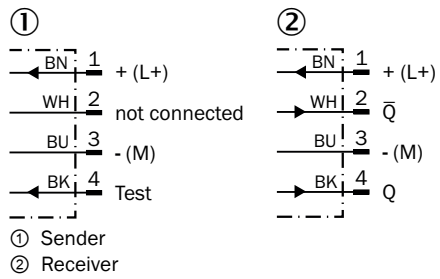 ① ②
BN 1 + (L+)
WH 2 not connected
BU 3 - (M)
BK 4 Test
BN 1 + (L+)
WH 2 Q̅
BU 3 - (M)
BK 4 Q
① Sender
② Receiver